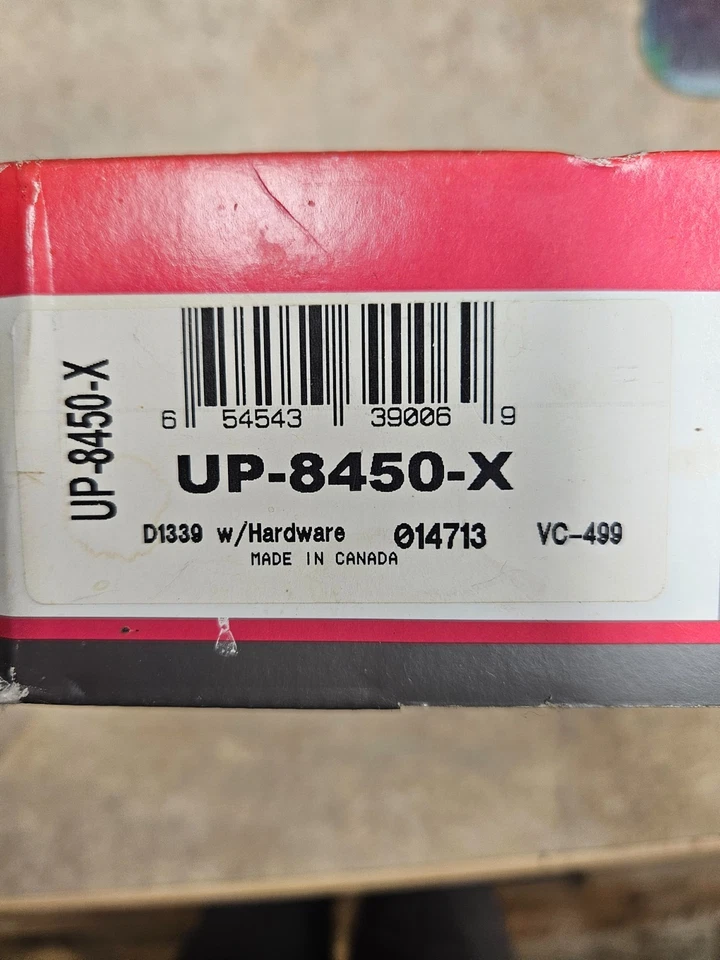 UP-8450-X
6 54543 39006 9
UP-8450-X
D1339 w/Hardware 014713 VC-499
MADE IN CANADA